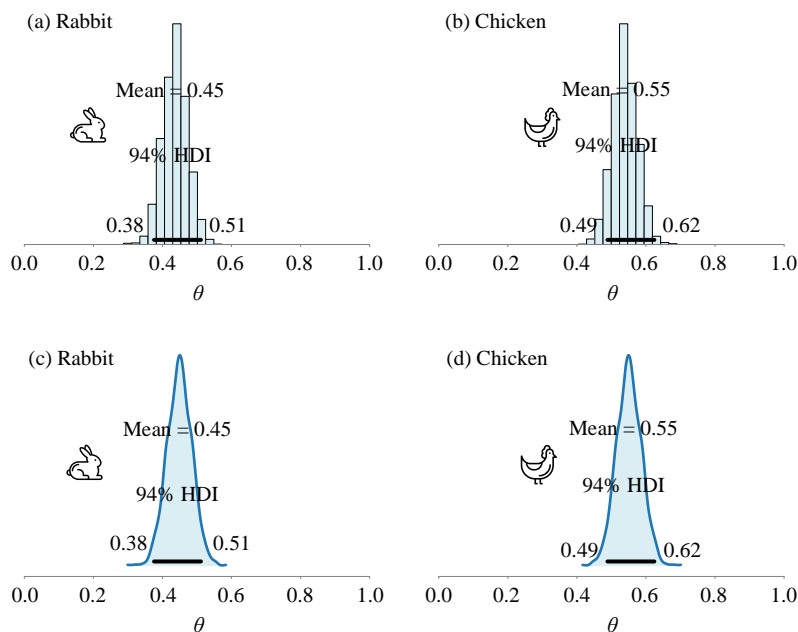 (a) Rabbit
Mean = 0.45
94% HDI
0.38 0.51
0.0 0.2 0.4 0.6 0.8 1.0
θ
(b) Chicken
Mean = 0.55
94% HDI
0.49 0.62
0.0 0.2 0.4 0.6 0.8 1.0
θ
(c) Rabbit
Mean = 0.45
94% HDI
0.38 0.51
0.0 0.2 0.4 0.6 0.8 1.0
θ
(d) Chicken
Mean = 0.55
94% HDI
0.49 0.62
0.0 0.2 0.4 0.6 0.8 1.0
θ